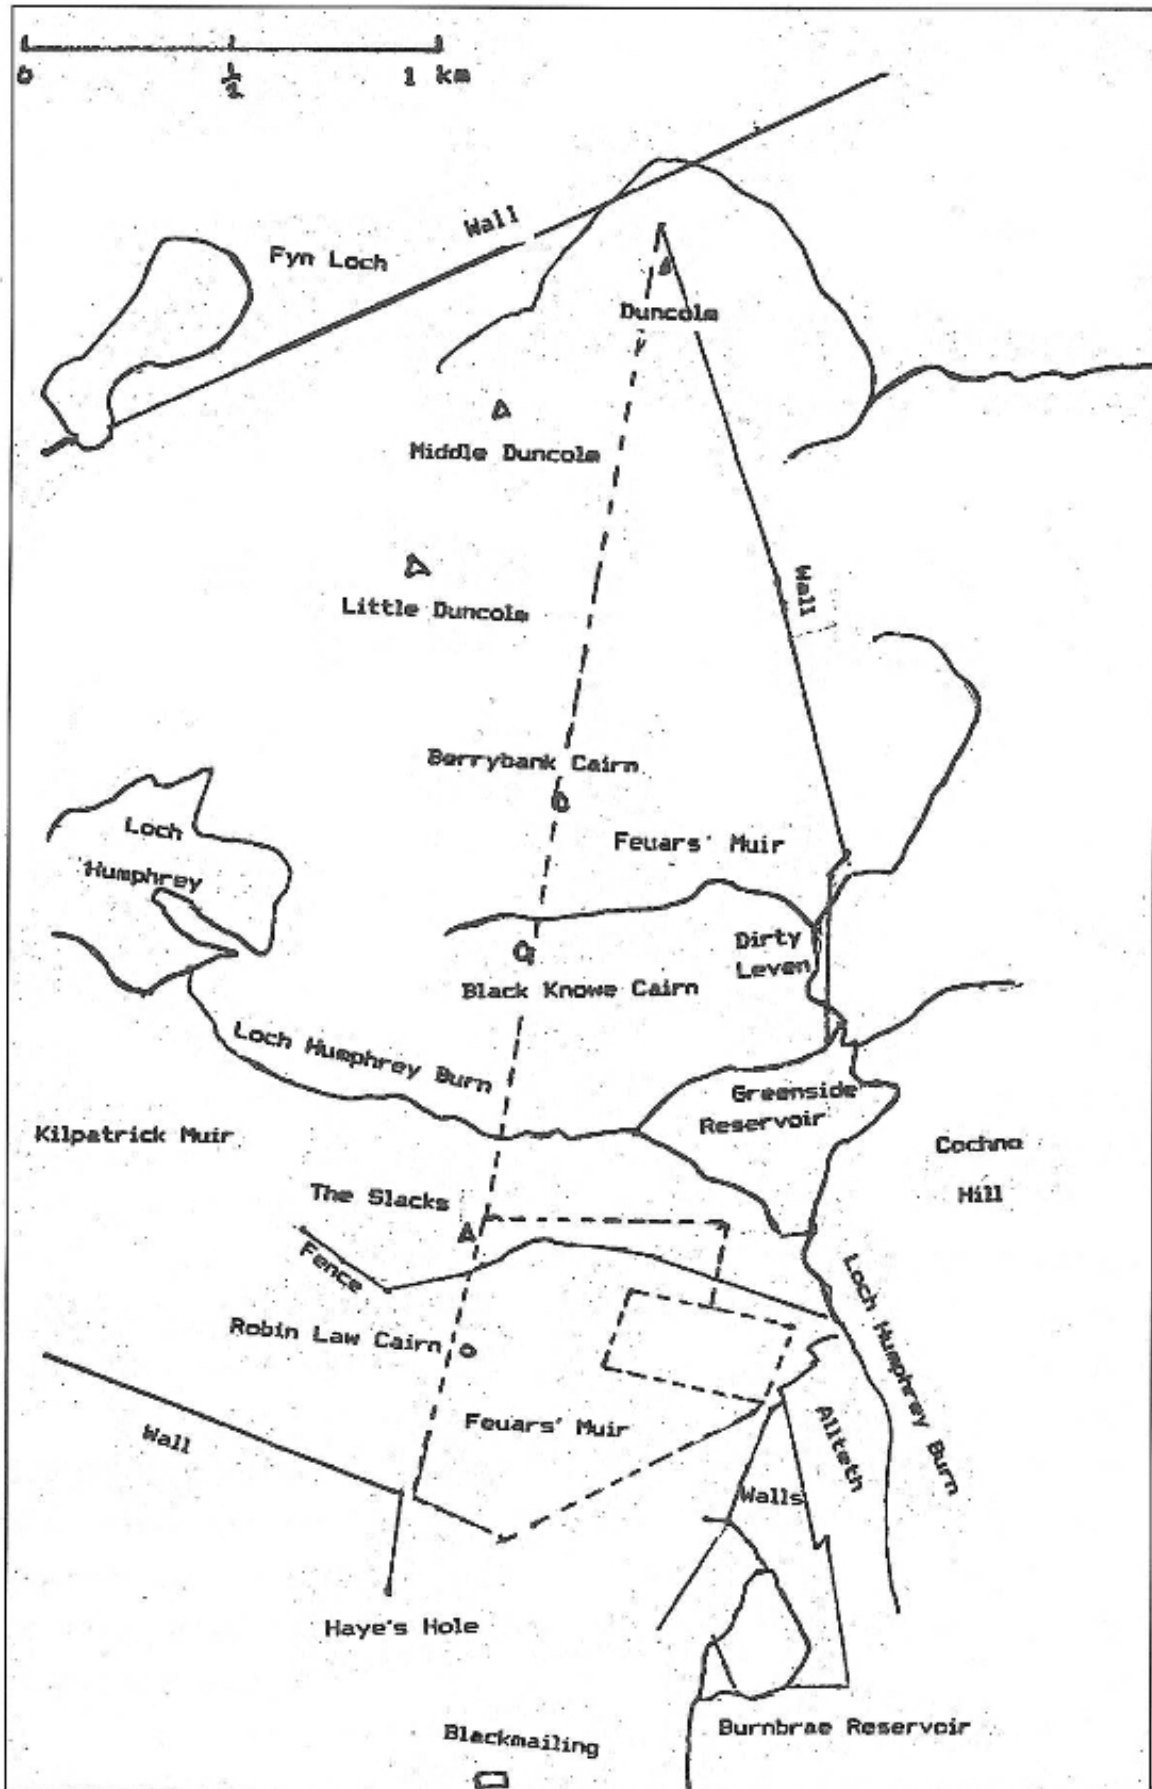 0 ½ 1 km
Wall
Fyn Loch
Duncolm
Middle Duncolm
Wall
Little Duncolm
Berrybank Cairn
Loch
Humphrey
Feuars' Muir
Dirty
Leven
Black Knowe Cairn
Loch Humphrey Burn
Greenside
Reservoir
Kilpatrick Muir
Cochno
Hill
The Slacks
Fence
Loch Humphrey Burn
Robin Law Cairn
Feuars' Muir
Allteth
Wall
Walls
Haye's Hole
Blackmailing
Burnbrae Reservoir